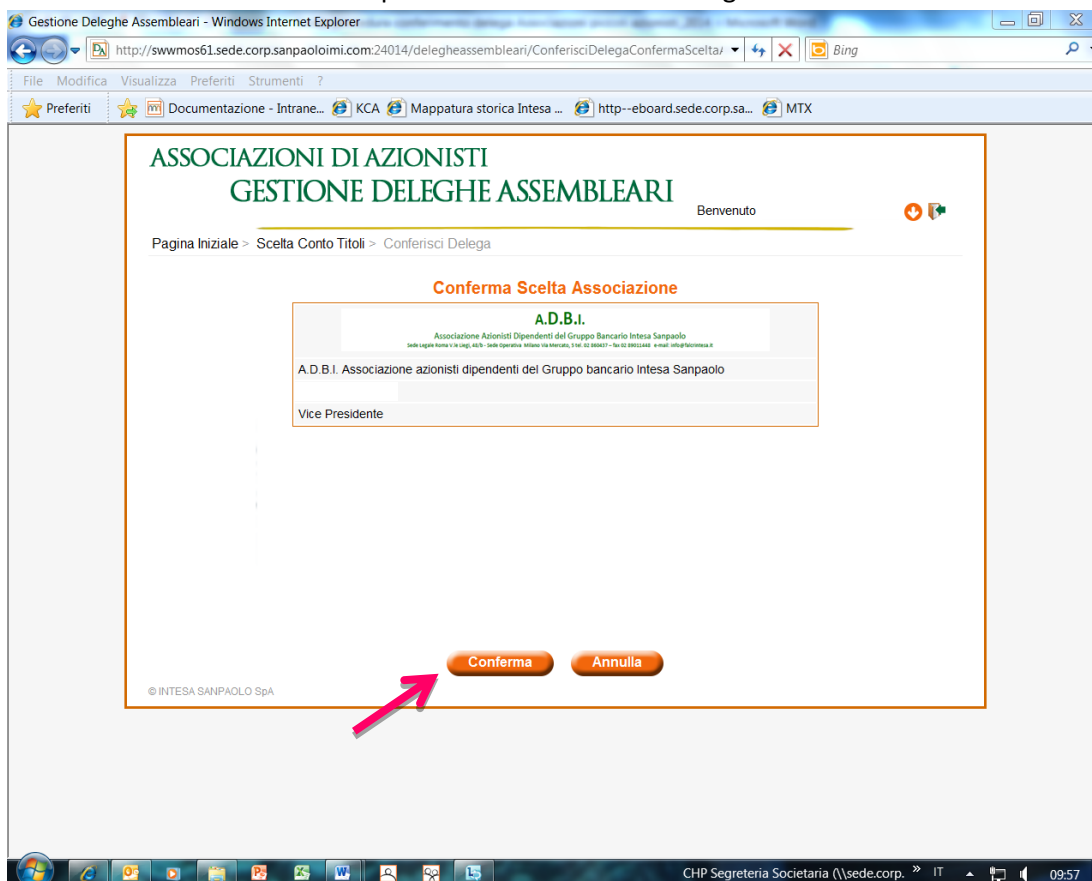 Gestione Deleghe Assembleari - Windows Internet Explorer
http://swwmos61.sede.corp.sanpaoloimi.com:24014/delegheassembleari/ConferisciDelegaConfermaScelta/
Bing
File Modifica Visualizza Preferiti Strumenti ?
Preferiti Documentazione - Intrane... KCA Mappatura storica Intesa ... http--eboard.sede.corp.sa... MTX
ASSOCIAZIONI DI AZIONISTI
GESTIONE DELEGHE ASSEMBLEARI
Benvenuto
Pagina Iniziale > Scelta Conto Titoli > Conferisci Delega
Conferma Scelta Associazione
A.D.B.I.
Associazione Azionisti Dipendenti del Gruppo Bancario Intesa Sanpaolo
A.D.B.I. Associazione azionisti dipendenti del Gruppo bancario Intesa Sanpaolo
Vice Presidente
Conferma Annulla
© INTESA SANPAOLO SpA
CHP Segreteria Societaria (\\sede.corp. » IT 09:57